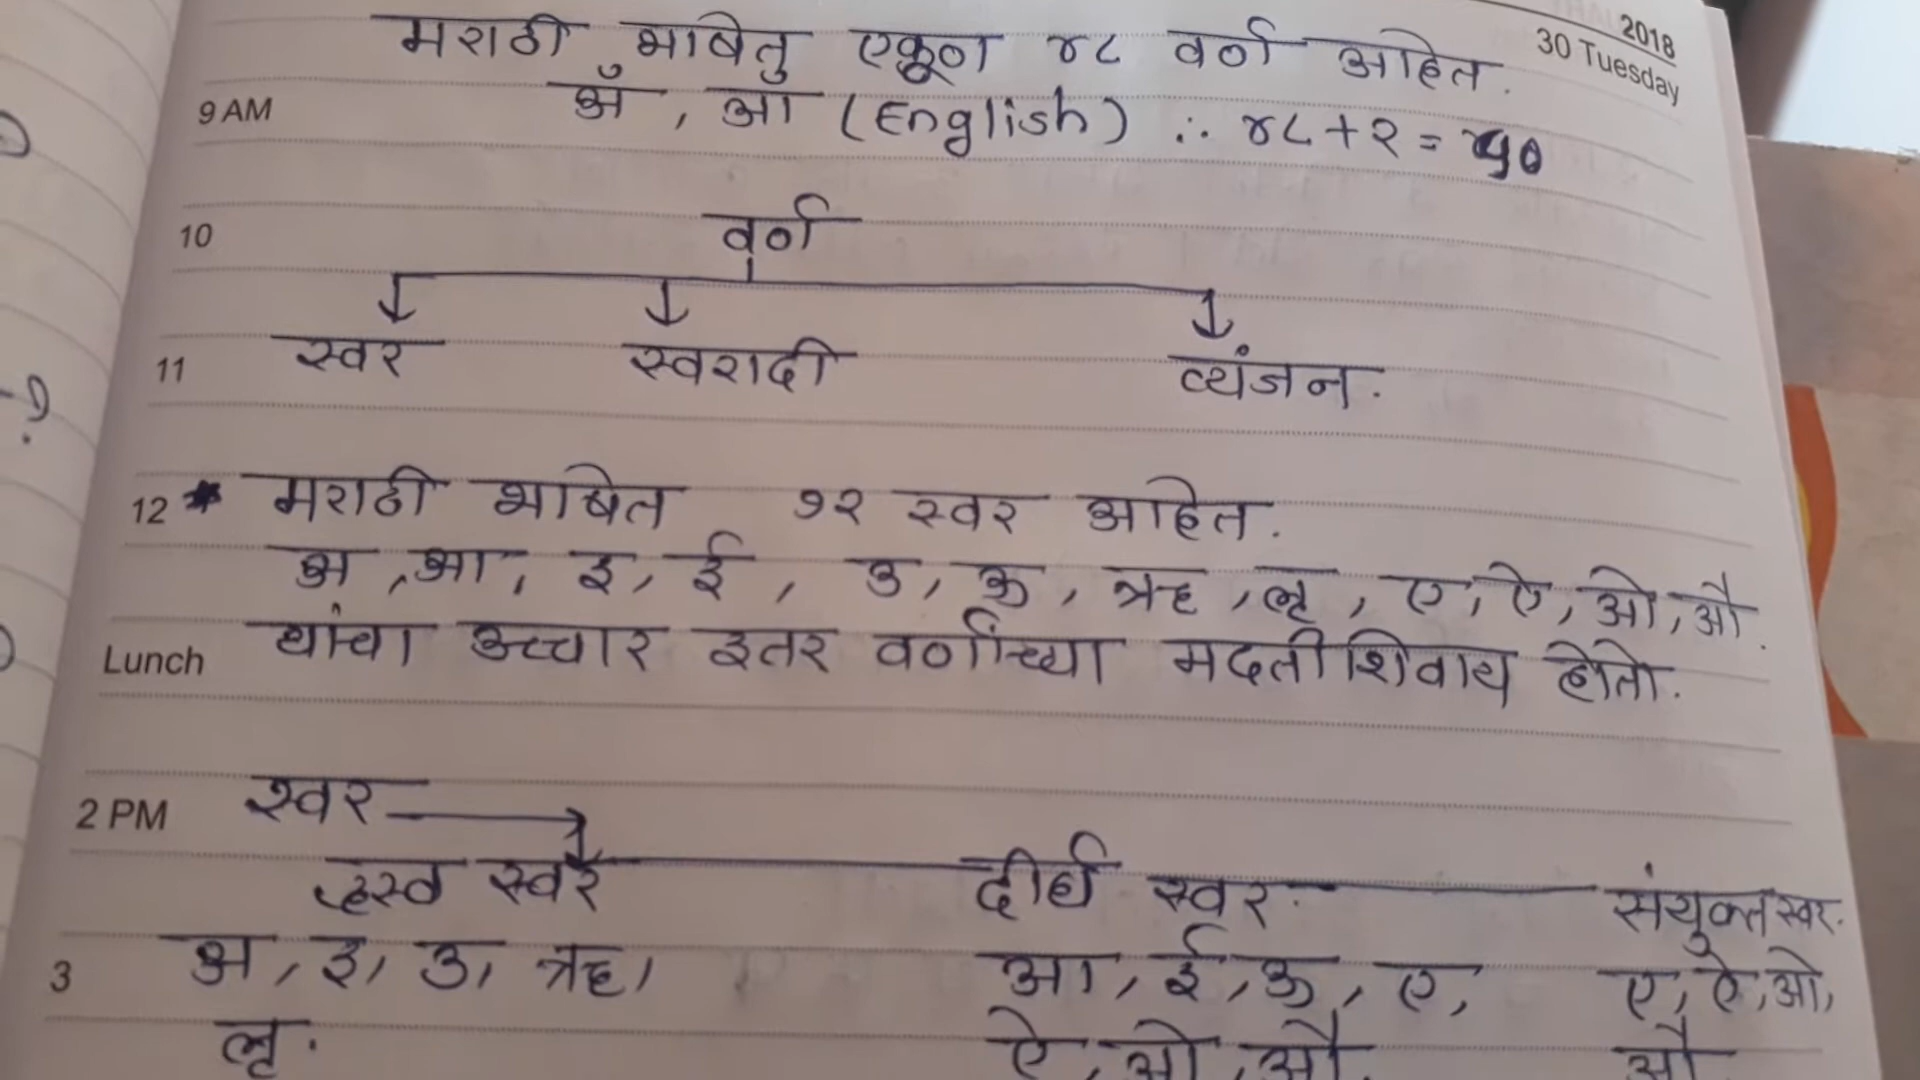 2018
30 Tuesday
मराठी भाषेत एकूण ४८ वर्ण आहेत.
9 AM अॅ , ऑ (English) ∴ ४८+२ = ५०
10 वर्ण
11 स्वर स्वरादी व्यंजन.
12 * मराठी भाषेत १२ स्वर आहेत.
अ , आ , इ , ई , उ , ऊ , ऋ , लृ , ए , ऐ , ओ , औ .
Lunch यांचा उच्चार इतर वर्णांच्या मदतीशिवाय होतो.
2 PM स्वर
ऱ्हस्व स्वर दीर्घ स्वर. संयुक्त स्वर.
3 अ , इ , उ , ऋ , आ , ई , ऊ , ए , ए , ऐ , ओ ,
लृ . ऐ , ओ , औ . औ